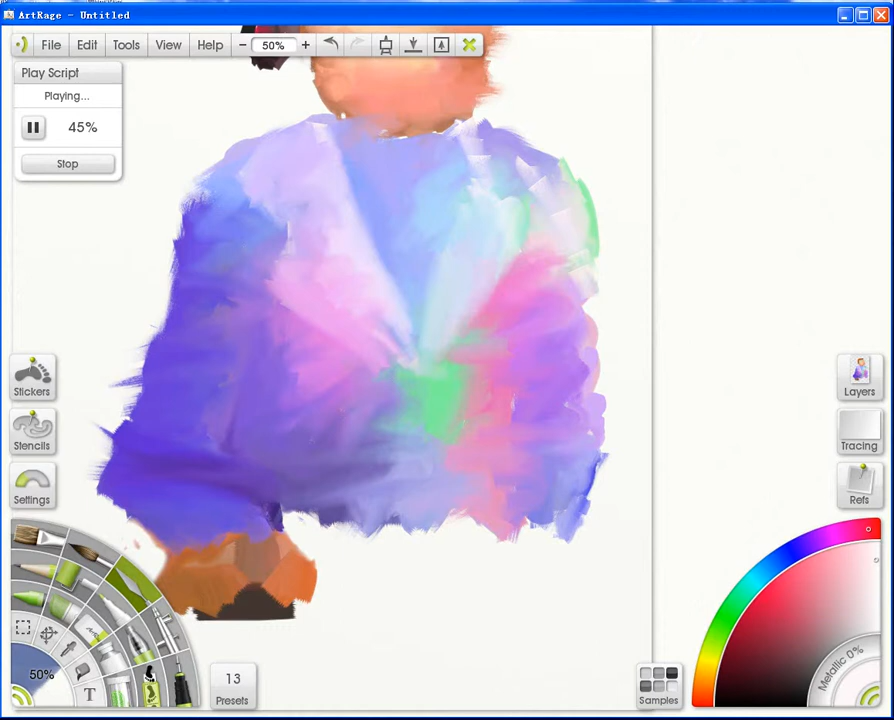 ArtRage - Untitled
File Edit Tools View Help - 50% +
Play Script
Playing...
45%
Stop
Stickers
Stencils
Settings
Layers
Tracing
Refs
50%
T
13
Presets
Samples
Metallic 0%